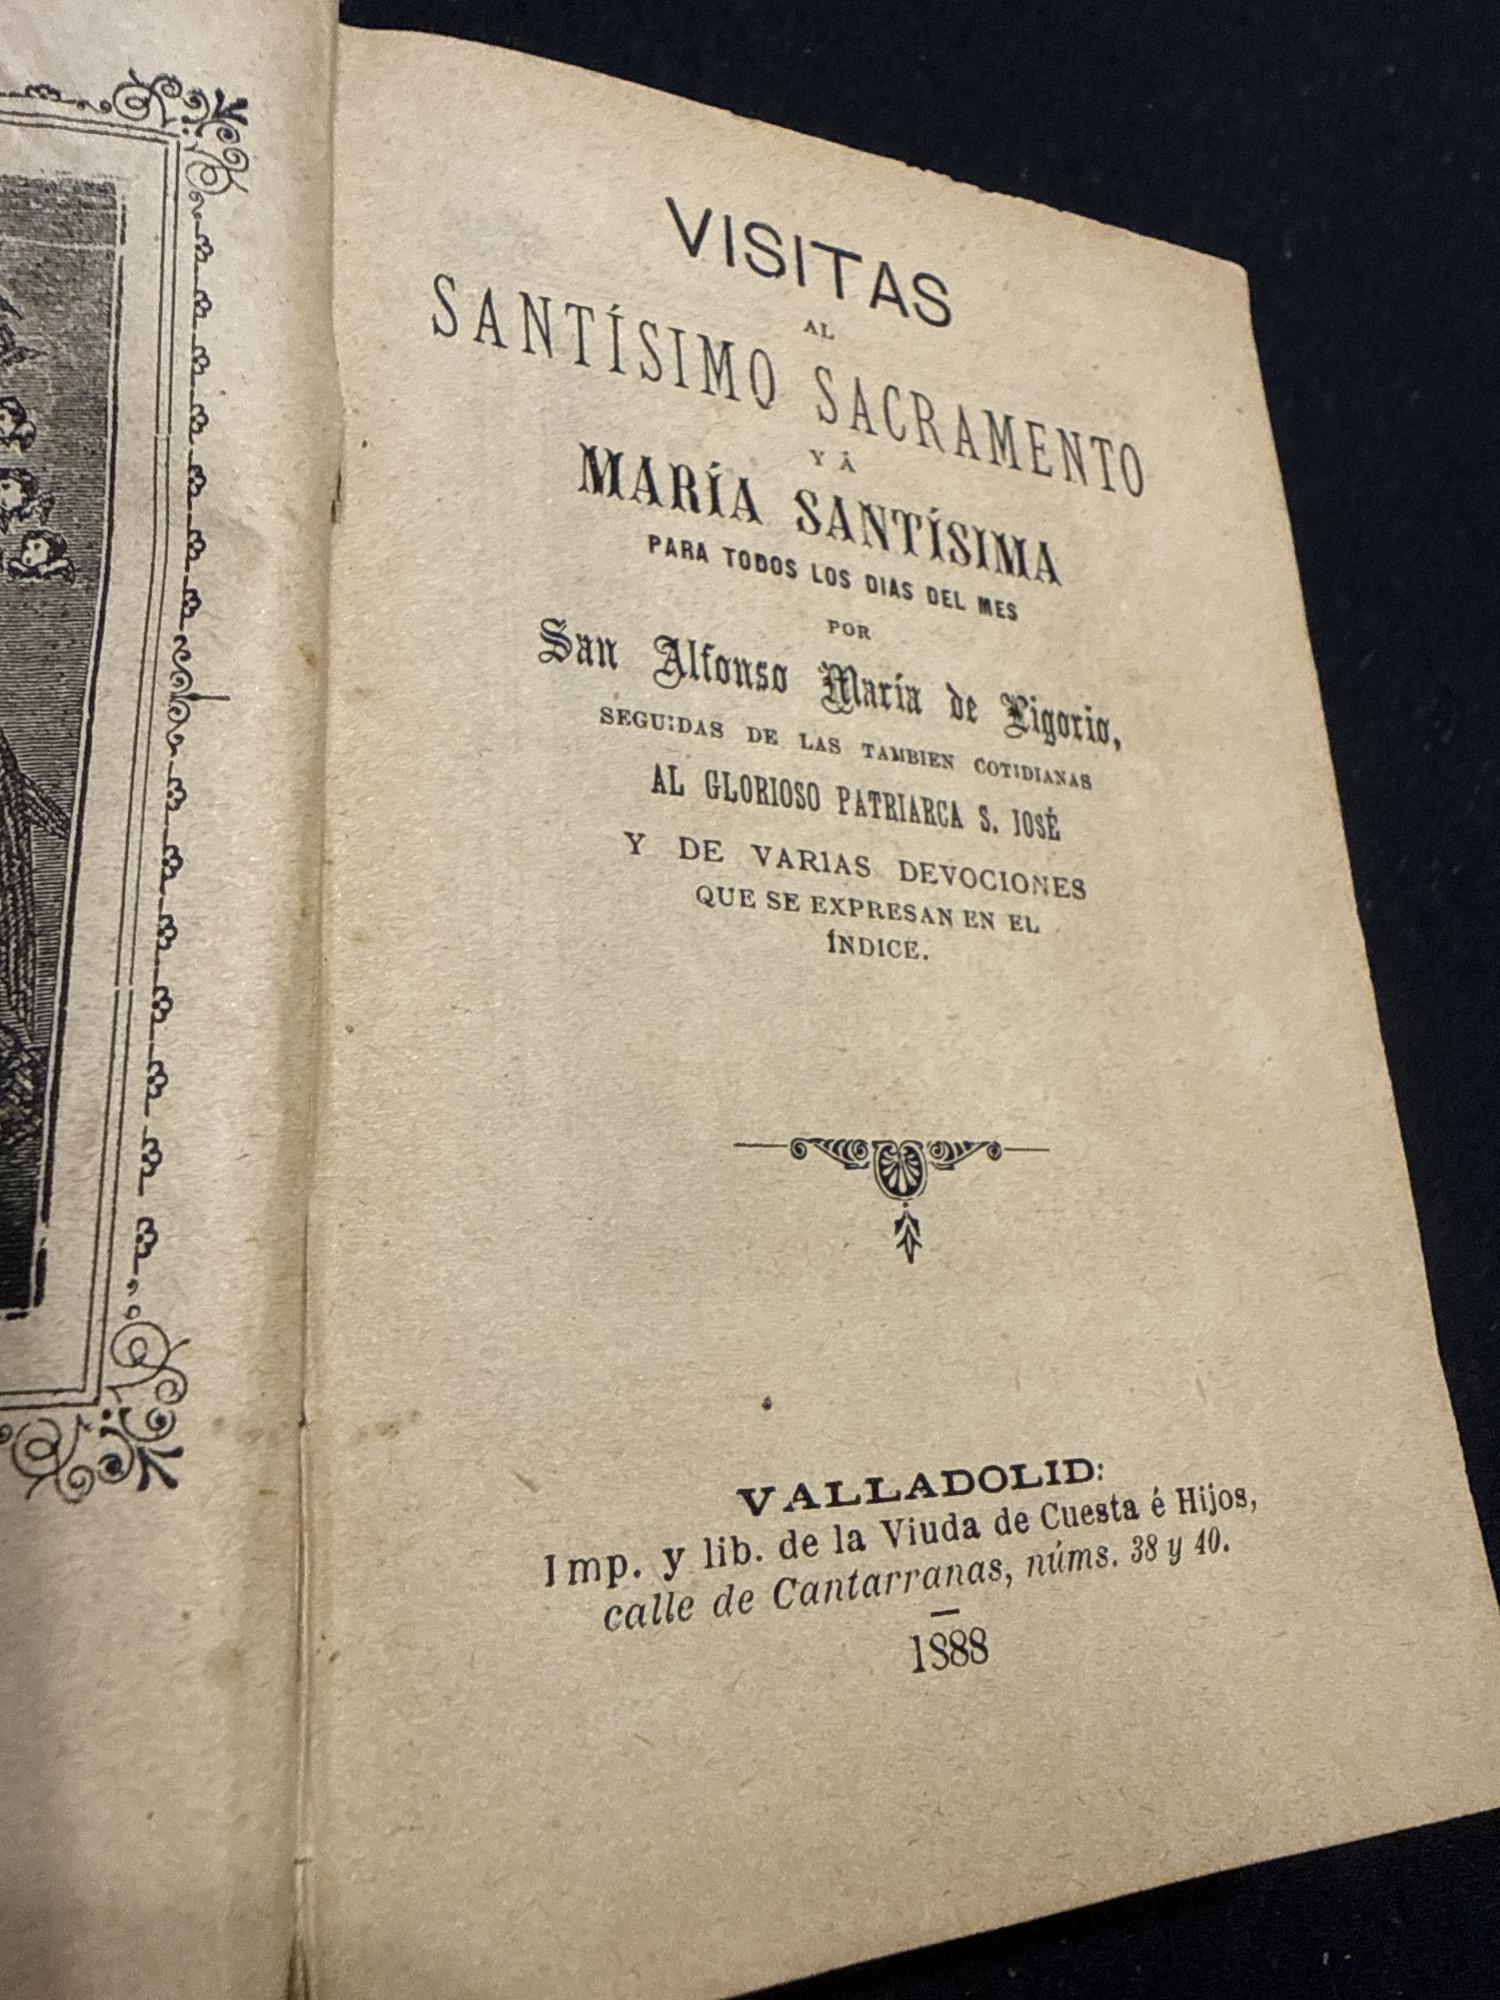 VISITAS
AL
SANTÍSIMO SACRAMENTO
Y Á
MARÍA SANTÍSIMA
PARA TODOS LOS DIAS DEL MES
POR
San Alfonso María de Ligorio,
SEGUIDAS DE LAS TAMBIEN COTIDIANAS
AL GLORIOSO PATRIARCA S. JOSÉ
Y DE VARIAS DEVOCIONES
QUE SE EXPRESAN EN EL
ÍNDICE.
VALLADOLID:
Imp. y lib. de la Viuda de Cuesta é Hijos,
calle de Cantarranas, núms. 38 y 40.
1888